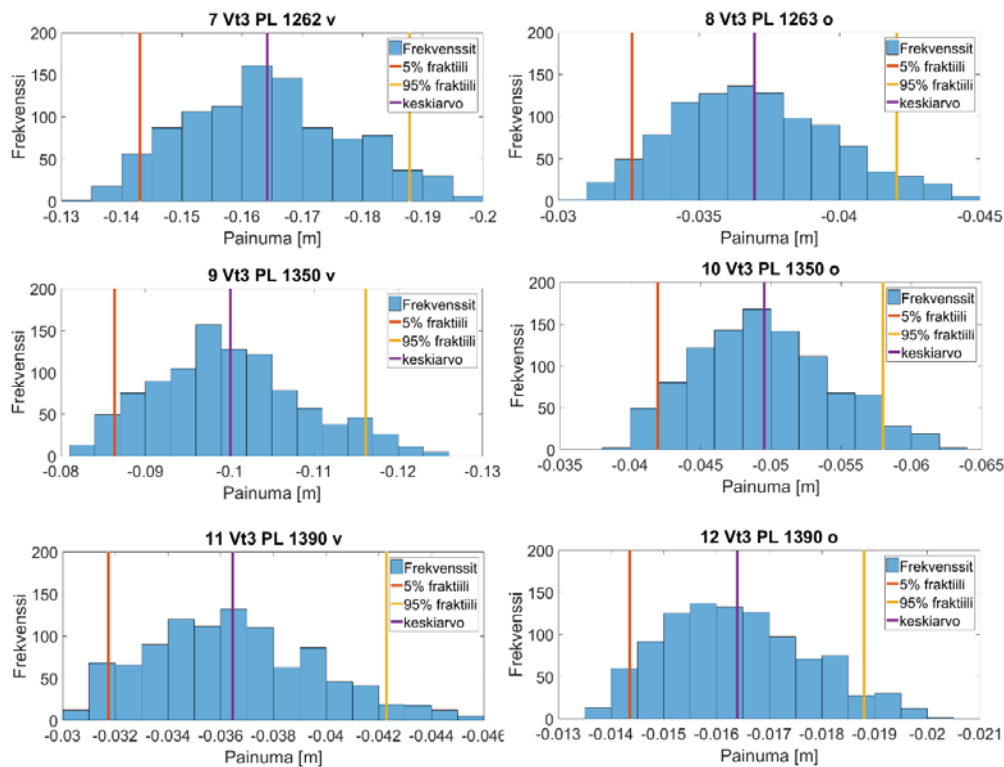 7 Vt3 PL 1262 v
200
150
100
50
0
Frekvenssi
-0.13 -0.14 -0.15 -0.16 -0.17 -0.18 -0.19 -0.2
Painuma [m]
Frekvenssit
5% fraktiili
95% fraktiili
keskiarvo
8 Vt3 PL 1263 o
200
150
100
50
0
Frekvenssi
-0.03 -0.035 -0.04 -0.045
Painuma [m]
Frekvenssit
5% fraktiili
95% fraktiili
keskiarvo
9 Vt3 PL 1350 v
200
150
100
50
0
Frekvenssi
-0.08 -0.09 -0.1 -0.11 -0.12 -0.13
Painuma [m]
Frekvenssit
5% fraktiili
95% fraktiili
keskiarvo
10 Vt3 PL 1350 o
200
150
100
50
0
Frekvenssi
-0.035 -0.04 -0.045 -0.05 -0.055 -0.06 -0.065
Painuma [m]
Frekvenssit
5% fraktiili
95% fraktiili
keskiarvo
11 Vt3 PL 1390 v
200
150
100
50
0
Frekvenssi
-0.03 -0.032 -0.034 -0.036 -0.038 -0.04 -0.042 -0.044 -0.046
Painuma [m]
Frekvenssit
5% fraktiili
95% fraktiili
keskiarvo
12 Vt3 PL 1390 o
200
150
100
50
0
Frekvenssi
-0.013 -0.014 -0.015 -0.016 -0.017 -0.018 -0.019 -0.02 -0.021
Painuma [m]
Frekvenssit
5% fraktiili
95% fraktiili
keskiarvo